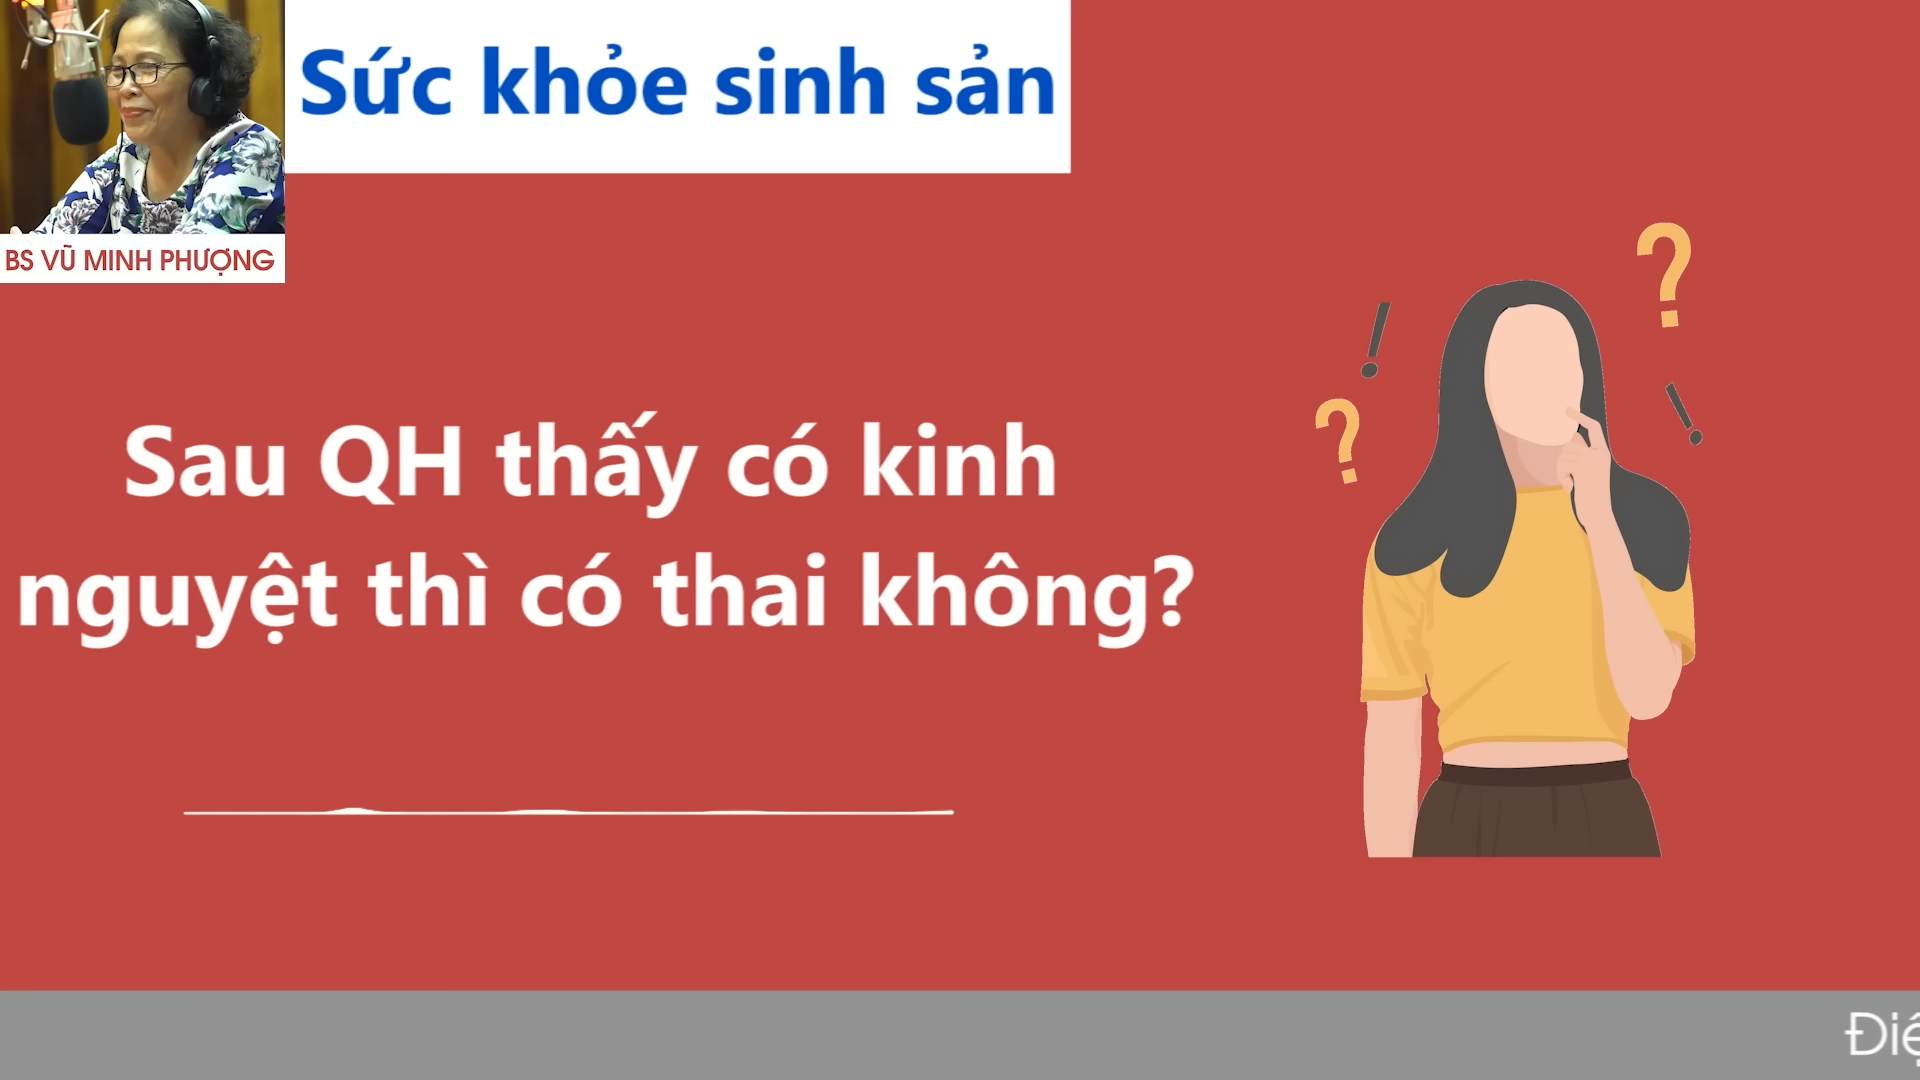 Sức khỏe sinh sản
BS VŨ MINH PHƯỢNG
Sau QH thấy có kinh
nguyệt thì có thai không?